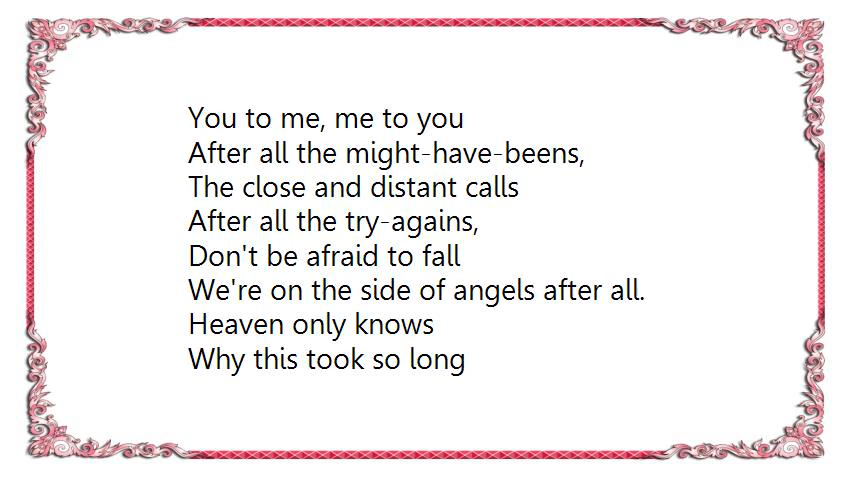 You to me, me to you
After all the might-have-beens,
The close and distant calls
After all the try-agains,
Don't be afraid to fall
We're on the side of angels after all.
Heaven only knows
Why this took so long